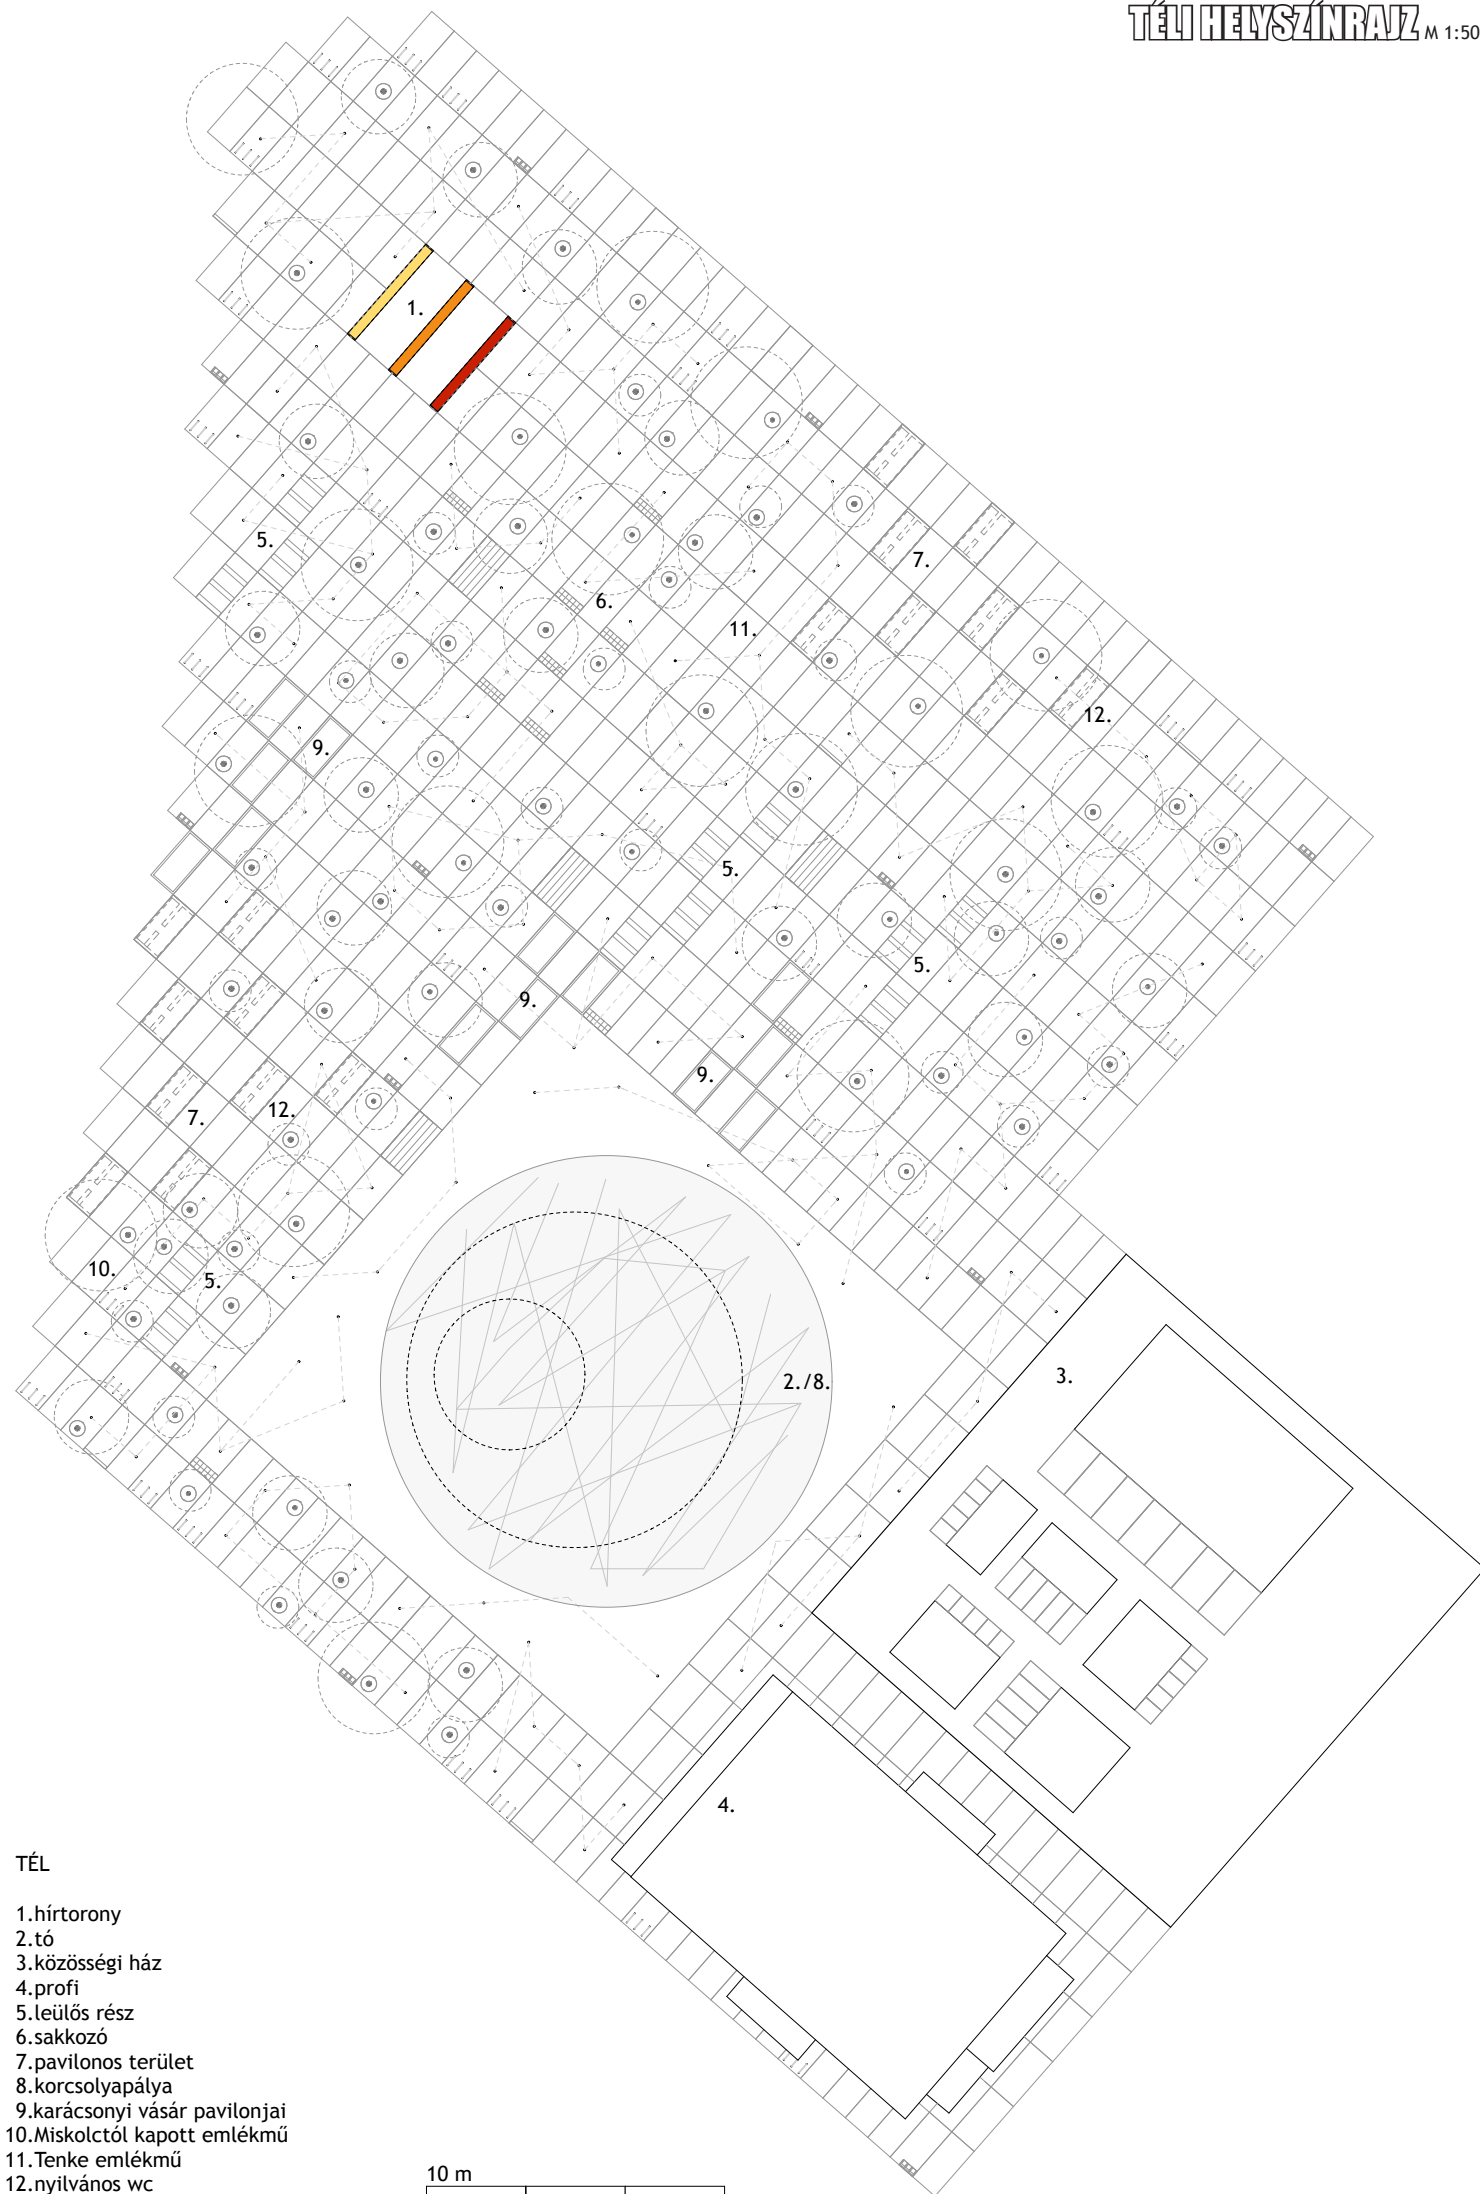 TÉLI HELYSZÍNRAJZ M 1:50
1.
5.
7.
6.
11.
12.
9.
5.
5.
9.
9.
7.
12.
10.
5.
2./8.
3.
4.
TÉL
1.hírtorony
2.tó
3.közösségi ház
4.profi
5.leülős rész
6.sakkozó
7.pavilonos terület
8.korcsolyapálya
9.karácsonyi vásár pavilonjai
10.Miskolctól kapott emlékmű
11.Tenke emlékmű
12.nyilvános wc
10 m